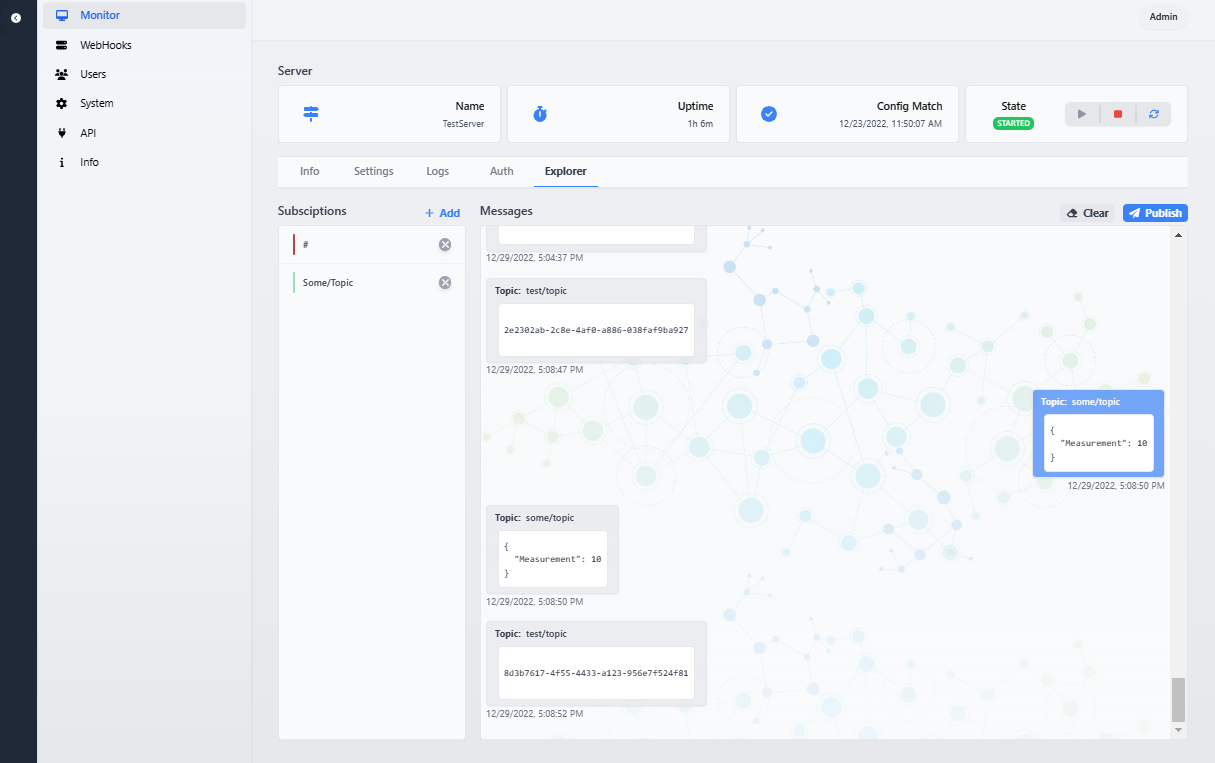 Monitor
WebHooks
Users
System
API
Info
Admin
Server
Name
TestServer
Uptime
1h 6m
Config Match
12/23/2022, 11:50:07 AM
State
STARTED
Info Settings Logs Auth Explorer
Subsciptions
+ Add
#
Some/Topic
Messages
Clear
Publish
12/29/2022, 5:04:37 PM
Topic: test/topic
2e2302ab-2c8e-4af0-a886-038faf9ba927
12/29/2022, 5:08:47 PM
Topic: some/topic
{
"Measurement": 10
}
12/29/2022, 5:08:50 PM
Topic: some/topic
{
"Measurement": 10
}
12/29/2022, 5:08:50 PM
Topic: test/topic
8d3b7617-4f55-4433-a123-956e7f524f81
12/29/2022, 5:08:52 PM